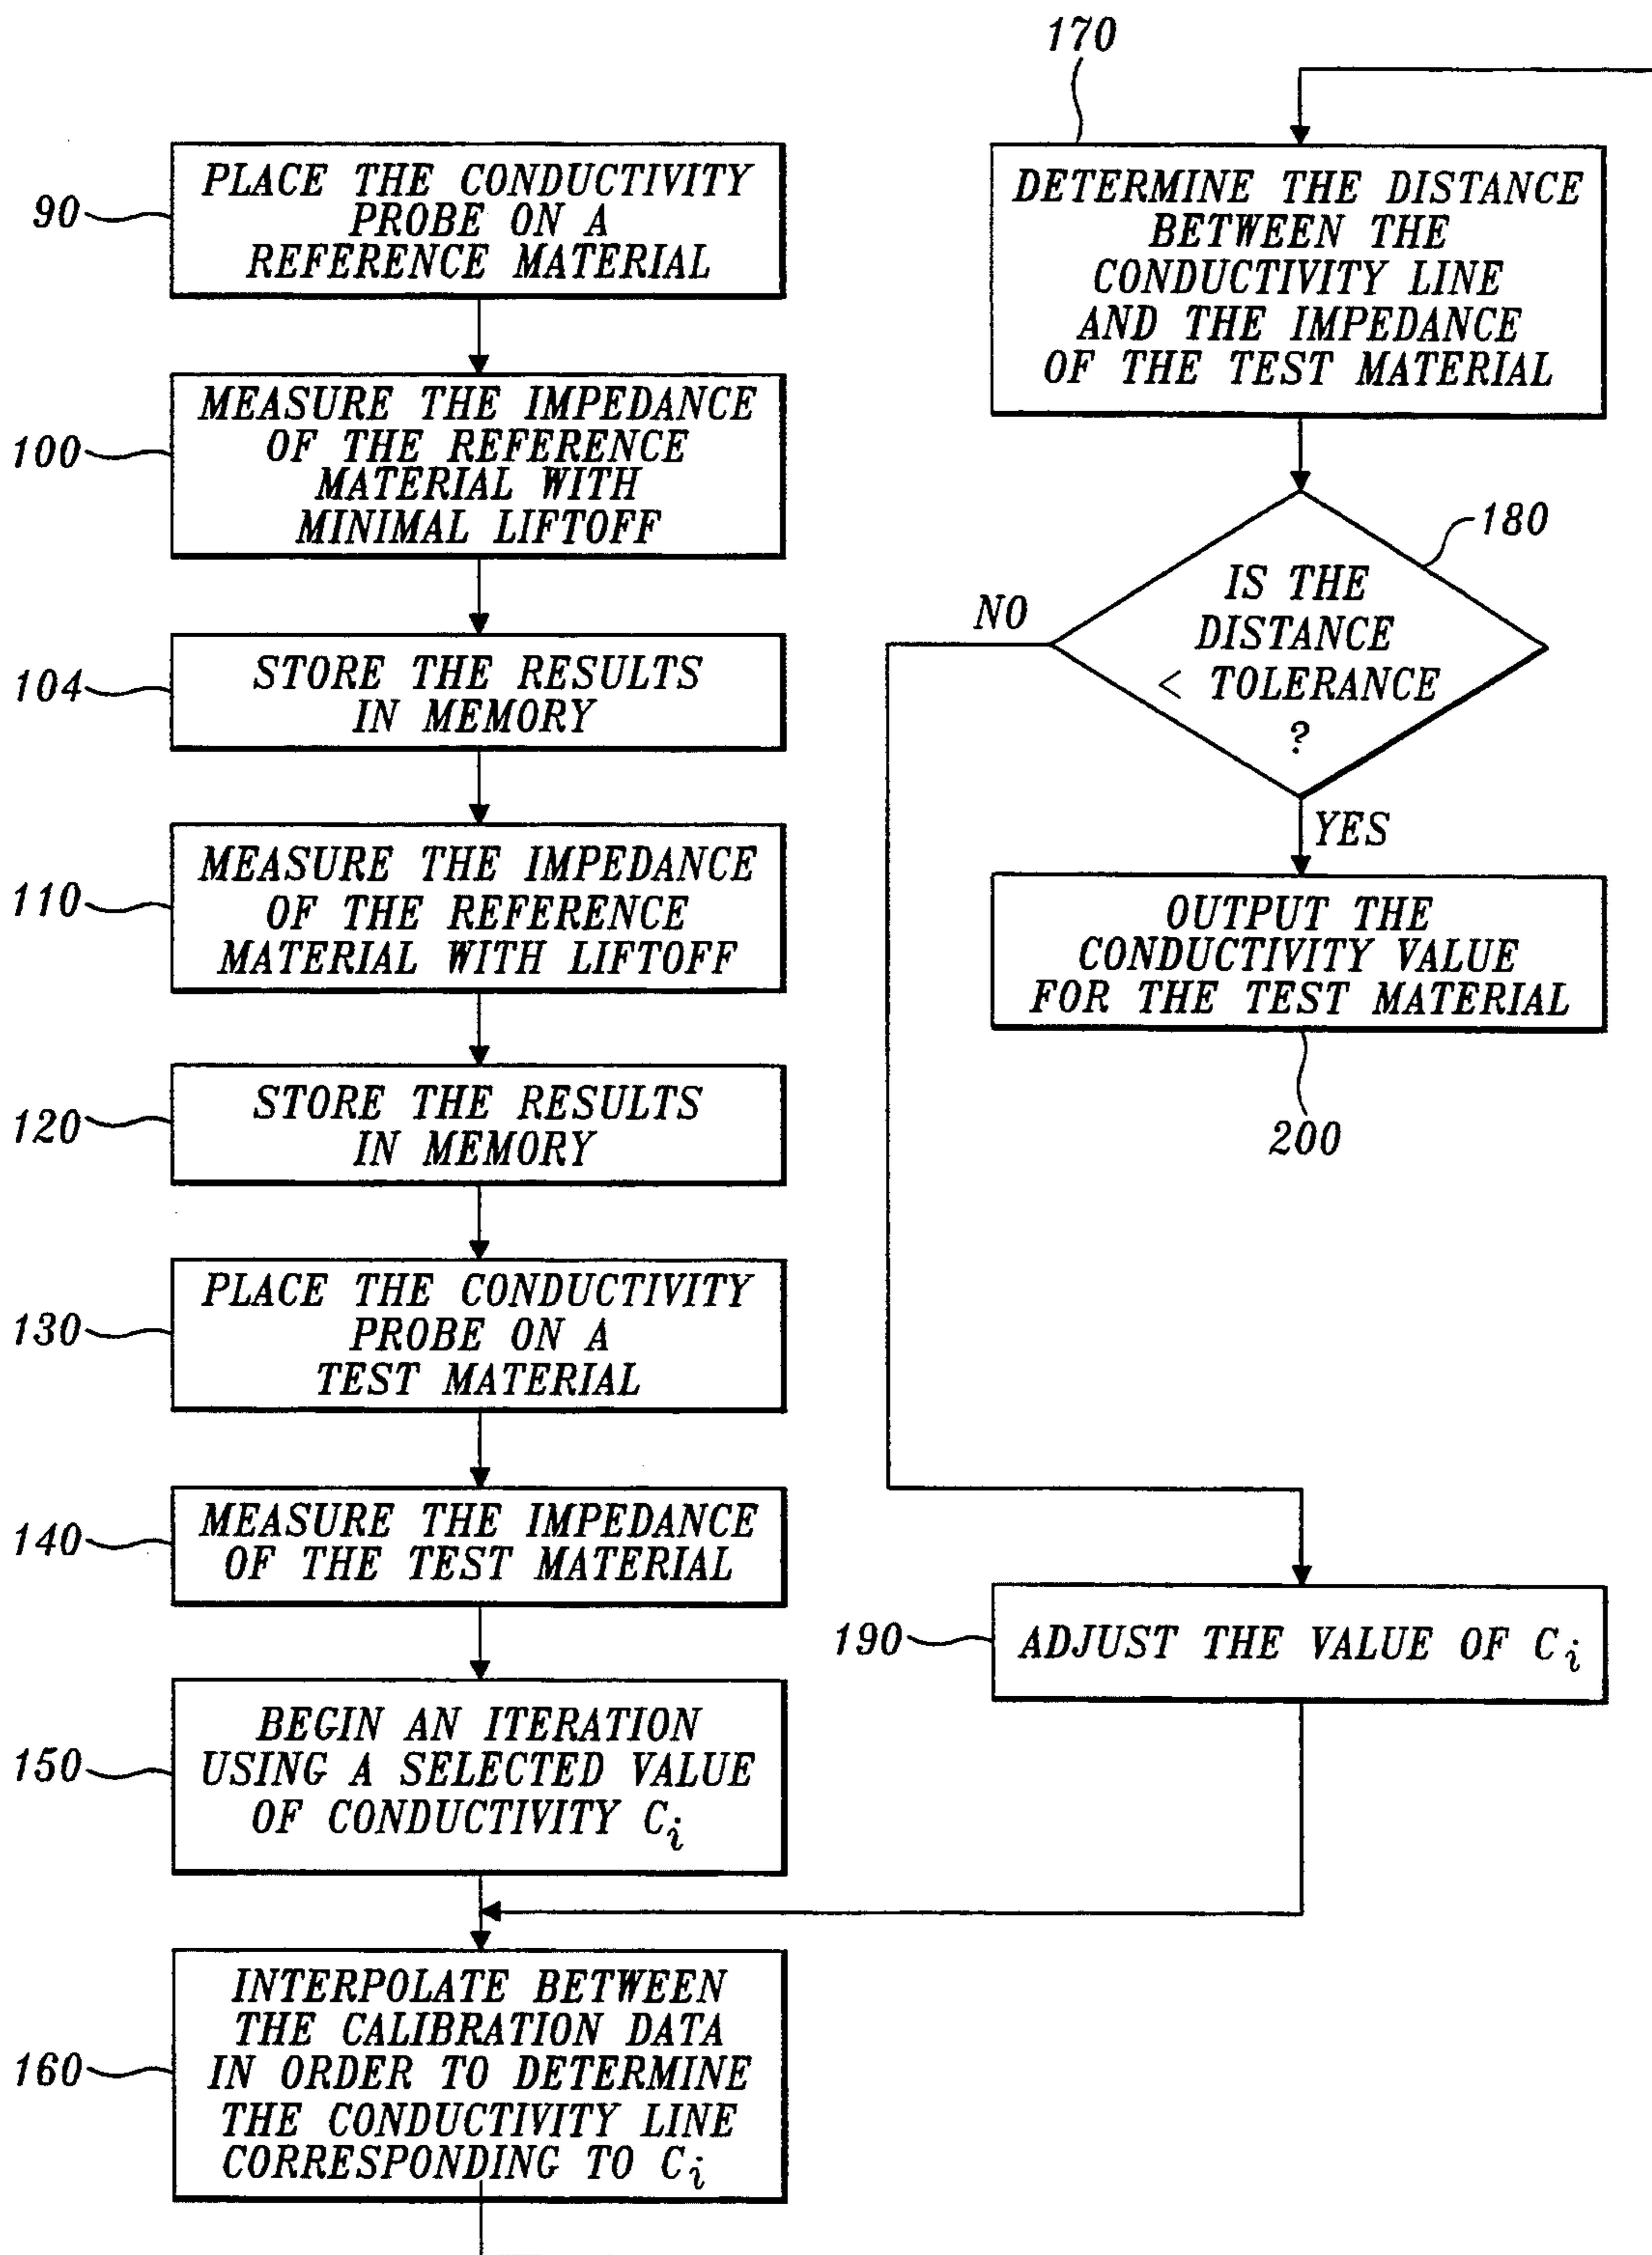 90
PLACE THE CONDUCTIVITY
PROBE ON A
REFERENCE MATERIAL
100
MEASURE THE IMPEDANCE
OF THE REFERENCE
MATERIAL WITH
MINIMAL LIFTOFF
104
STORE THE RESULTS
IN MEMORY
110
MEASURE THE IMPEDANCE
OF THE REFERENCE
MATERIAL WITH LIFTOFF
120
STORE THE RESULTS
IN MEMORY
130
PLACE THE CONDUCTIVITY
PROBE ON A
TEST MATERIAL
140
MEASURE THE IMPEDANCE
OF THE TEST MATERIAL
150
BEGIN AN ITERATION
USING A SELECTED VALUE
OF CONDUCTIVITY Ci
160
INTERPOLATE BETWEEN
THE CALIBRATION DATA
IN ORDER TO DETERMINE
THE CONDUCTIVITY LINE
CORRESPONDING TO Ci
170
DETERMINE THE DISTANCE
BETWEEN THE
CONDUCTIVITY LINE
AND THE IMPEDANCE
OF THE TEST MATERIAL
180
IS THE
DISTANCE
< TOLERANCE
?
NO
YES
OUTPUT THE
CONDUCTIVITY VALUE
FOR THE TEST MATERIAL
200
190
ADJUST THE VALUE OF Ci